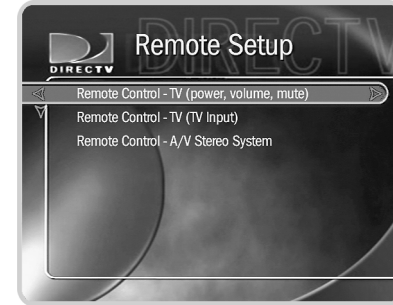 DIRECTV
Remote Setup
DIRECTV
Remote Control - TV (power, volume, mute)
Remote Control - TV (TV Input)
Remote Control - A/V Stereo System